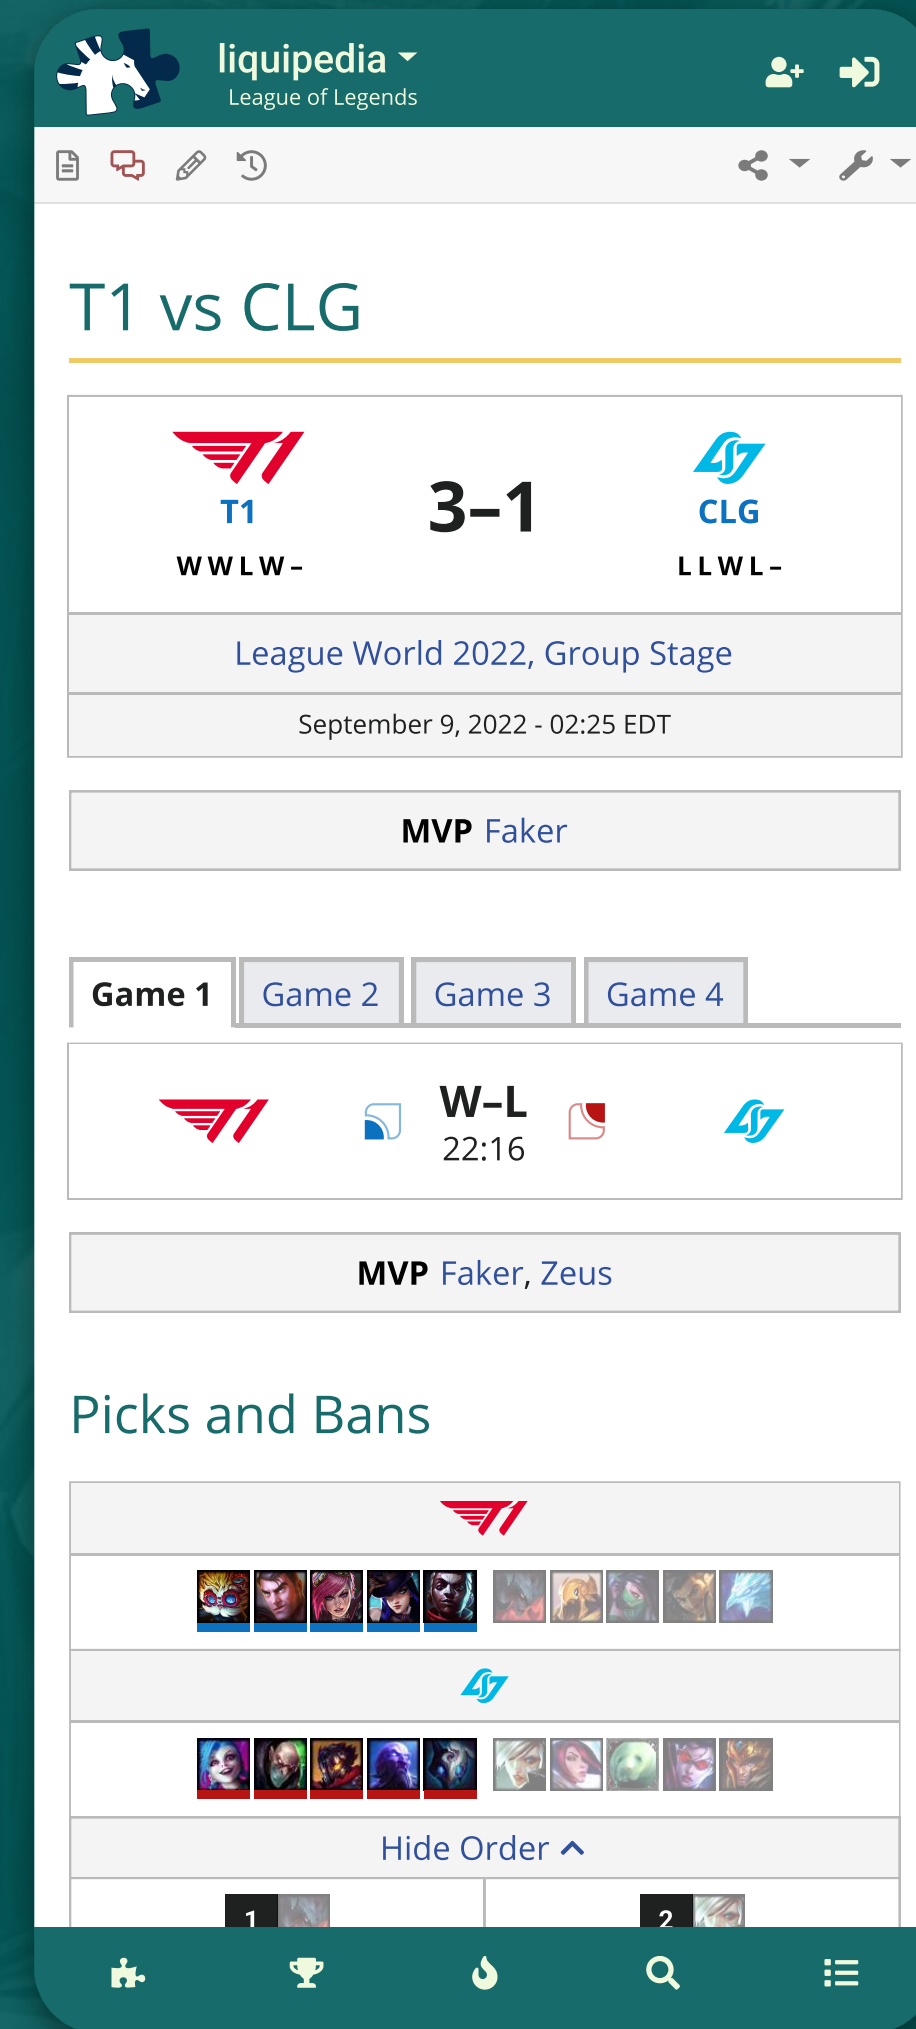 liquipedia
League of Legends
T1 vs CLG
T1
3–1
CLG
W W L W –
L L W L –
League World 2022, Group Stage
September 9, 2022 - 02:25 EDT
MVP Faker
Game 1
Game 2
Game 3
Game 4
W–L
22:16
MVP Faker, Zeus
Picks and Bans
Hide Order
1
2